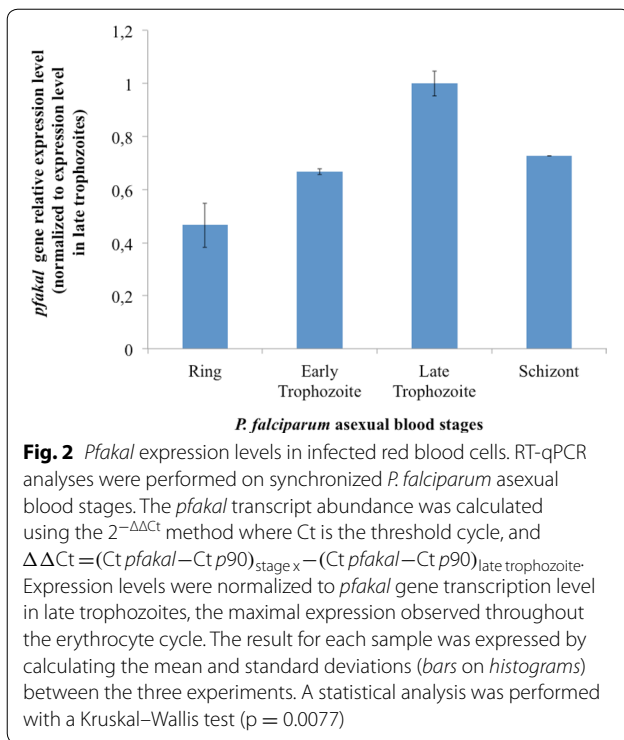 1,2
1
0,8
0,6
0,4
0,2
0
pfakal gene relative expression level
(normalized to expression level
in late trophozoites)
Ring
Early
Trophozoite
Late
Trophozoite
Schizont
P. falciparum asexual blood stages
Fig. 2 Pfakal expression levels in infected red blood cells. RT-qPCR
analyses were performed on synchronized P. falciparum asexual
blood stages. The pfakal transcript abundance was calculated
using the 2−ΔΔCt method where Ct is the threshold cycle, and
ΔΔCt =(Ct pfakal−Ct p90)stage x−(Ct pfakal−Ct p90)late trophozoite.
Expression levels were normalized to pfakal gene transcription level
in late trophozoites, the maximal expression observed throughout
the erythrocyte cycle. The result for each sample was expressed by
calculating the mean and standard deviations (bars on histograms)
between the three experiments. A statistical analysis was performed
with a Kruskal–Wallis test (p = 0.0077)